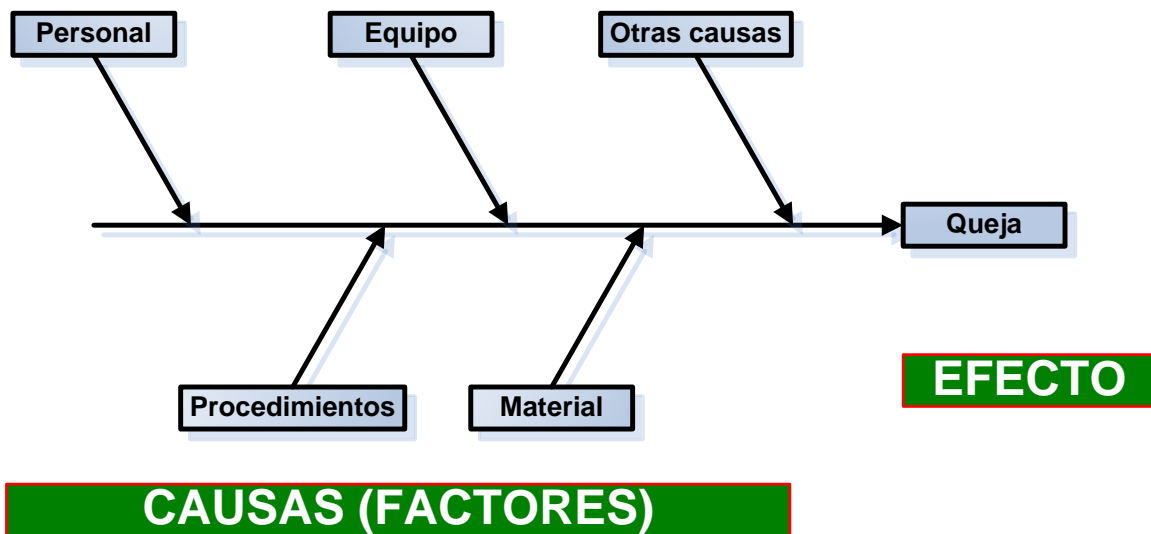 Personal
Equipo
Otras causas
Queja
EFECTO
Procedimientos
Material
CAUSAS (FACTORES)